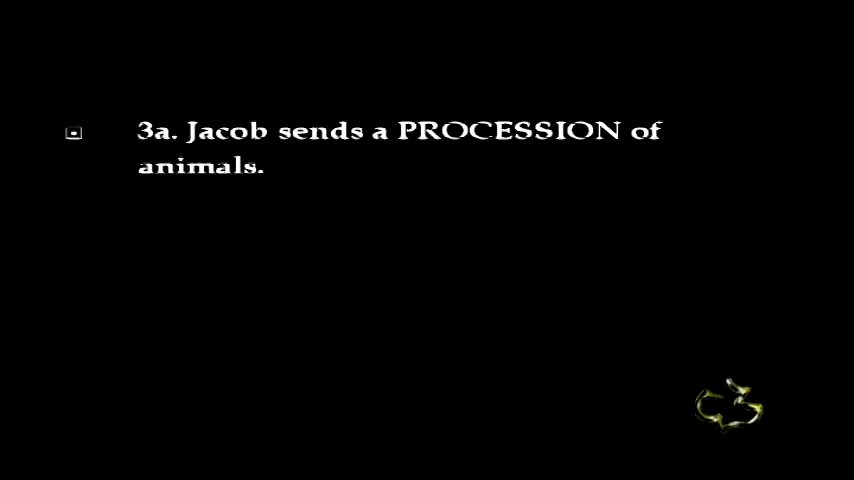 3a. Jacob sends a PROCESSION of
animals.